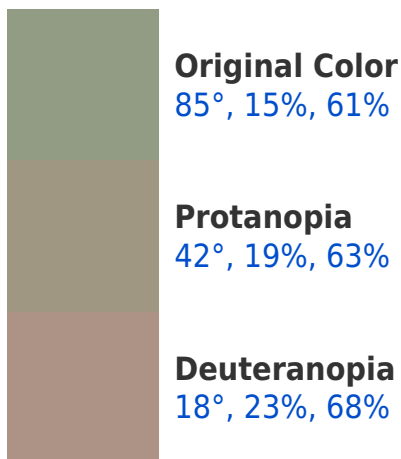 Original Color
85°, 15%, 61%
Protanopia
42°, 19%, 63%
Deuteranopia
18°, 23%, 68%